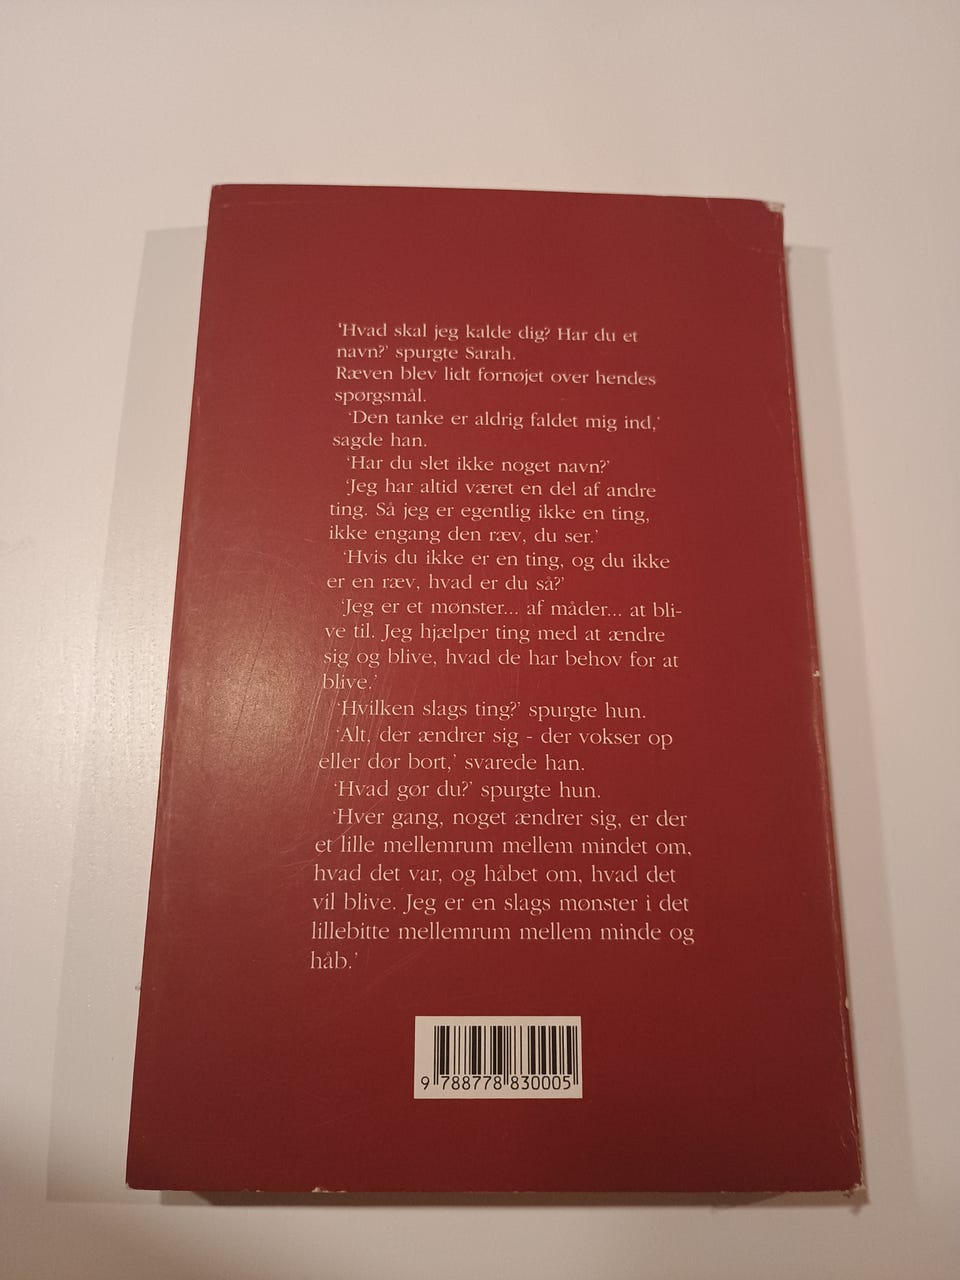 'Hvad skal jeg kalde dig? Har du et
navn?' spurgte Sarah.
Ræven blev lidt fornøjet over hendes
spørgsmål.
'Den tanke er aldrig faldet mig ind,'
sagde han.
'Har du slet ikke noget navn?'
'Jeg har altid været en del af andre
ting. Så jeg er egentlig ikke en ting,
ikke engang den ræv, du ser.'
'Hvis du ikke er en ting, og du ikke
er en ræv, hvad er du så?'
'Jeg er et mønster... af måder... at bli-
ve til. Jeg hjælper ting med at ændre
sig og blive, hvad de har behov for at
blive.'
'Hvilken slags ting?' spurgte hun.
'Alt, der ændrer sig - der vokser op
eller dør bort,' svarede han.
'Hvad gør du?' spurgte hun.
'Hver gang, noget ændrer sig, er der
et lille mellemrum mellem mindet om,
hvad det var, og håbet om, hvad det
vil blive. Jeg er en slags mønster i det
lillebitte mellemrum mellem minde og
håb.'
9 788778 830005